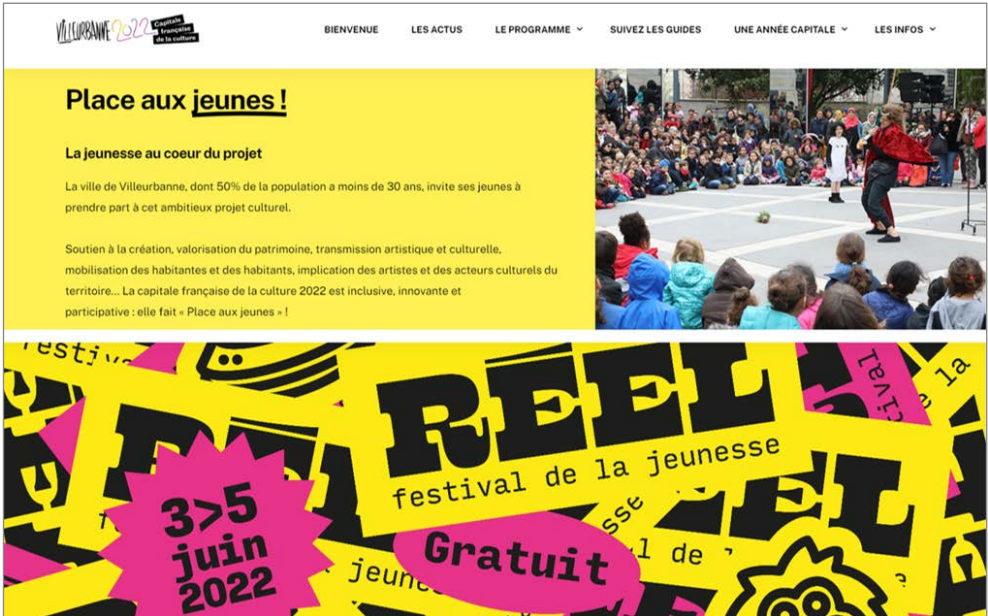 VILLEURBANNE 2022 Capitale
française
de la culture
BIENVENUE LES ACTUS LE PROGRAMME SUIVEZ LES GUIDES UNE ANNÉE CAPITALE LES INFOS
Place aux jeunes !
La jeunesse au coeur du projet
La ville de Villeurbanne, dont 50% de la population a moins de 30 ans, invite ses jeunes à
prendre part à cet ambitieux projet culturel.
Soutien à la création, valorisation du patrimoine, transmission artistique et culturelle,
mobilisation des habitantes et des habitants, implication des artistes et des acteurs culturels du
territoire... La capitale française de la culture 2022 est inclusive, innovante et
participative : elle fait « Place aux jeunes » !
RÉEL
festival de la jeunesse
3>5
juin
2022
Gratuit